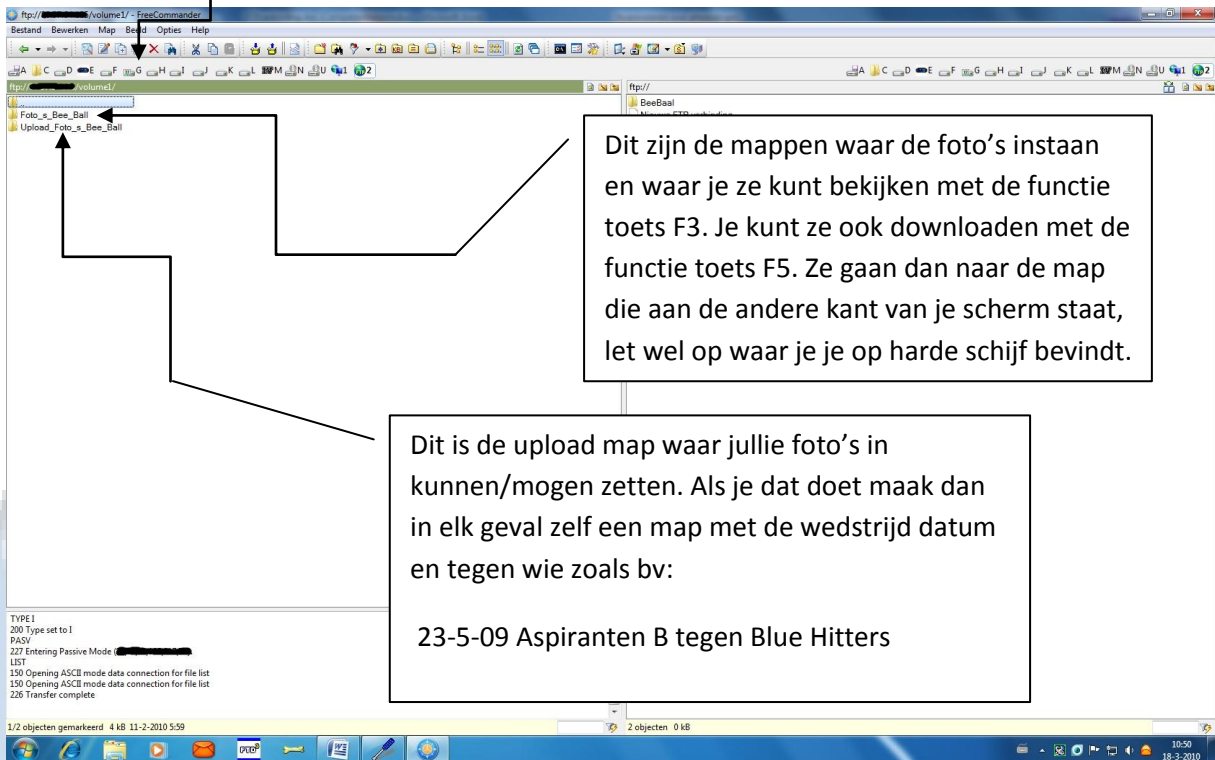 /volume1/ - FreeCommander
Bestand Bewerken Map Beeld Opties Help
A C D E F G H I J K L M N U 1 2
A C D E F G H I J K L M N U 1 2
ftp:// /volume1/
ftp://
..
Foto_s_Bee_Ball
Upload_Foto_s_Bee_Ball
BeeBaal
Dit zijn de mappen waar de foto’s instaan
en waar je ze kunt bekijken met de functie
toets F3. Je kunt ze ook downloaden met de
functie toets F5. Ze gaan dan naar de map
die aan de andere kant van je scherm staat,
let wel op waar je je op harde schijf bevindt.
Dit is de upload map waar jullie foto’s in
kunnen/mogen zetten. Als je dat doet maak dan
in elk geval zelf een map met de wedstrijd datum
en tegen wie zoals bv:
23-5-09 Aspiranten B tegen Blue Hitters
TYPE I
200 Type set to I
PASV
227 Entering Passive Mode (
LIST
150 Opening ASCII mode data connection for file list
150 Opening ASCII mode data connection for file list
226 Transfer complete
1/2 objecten gemarkeerd 4 kB 11-2-2010 5:59
2 objecten 0 kB
10:50
18-3-2010